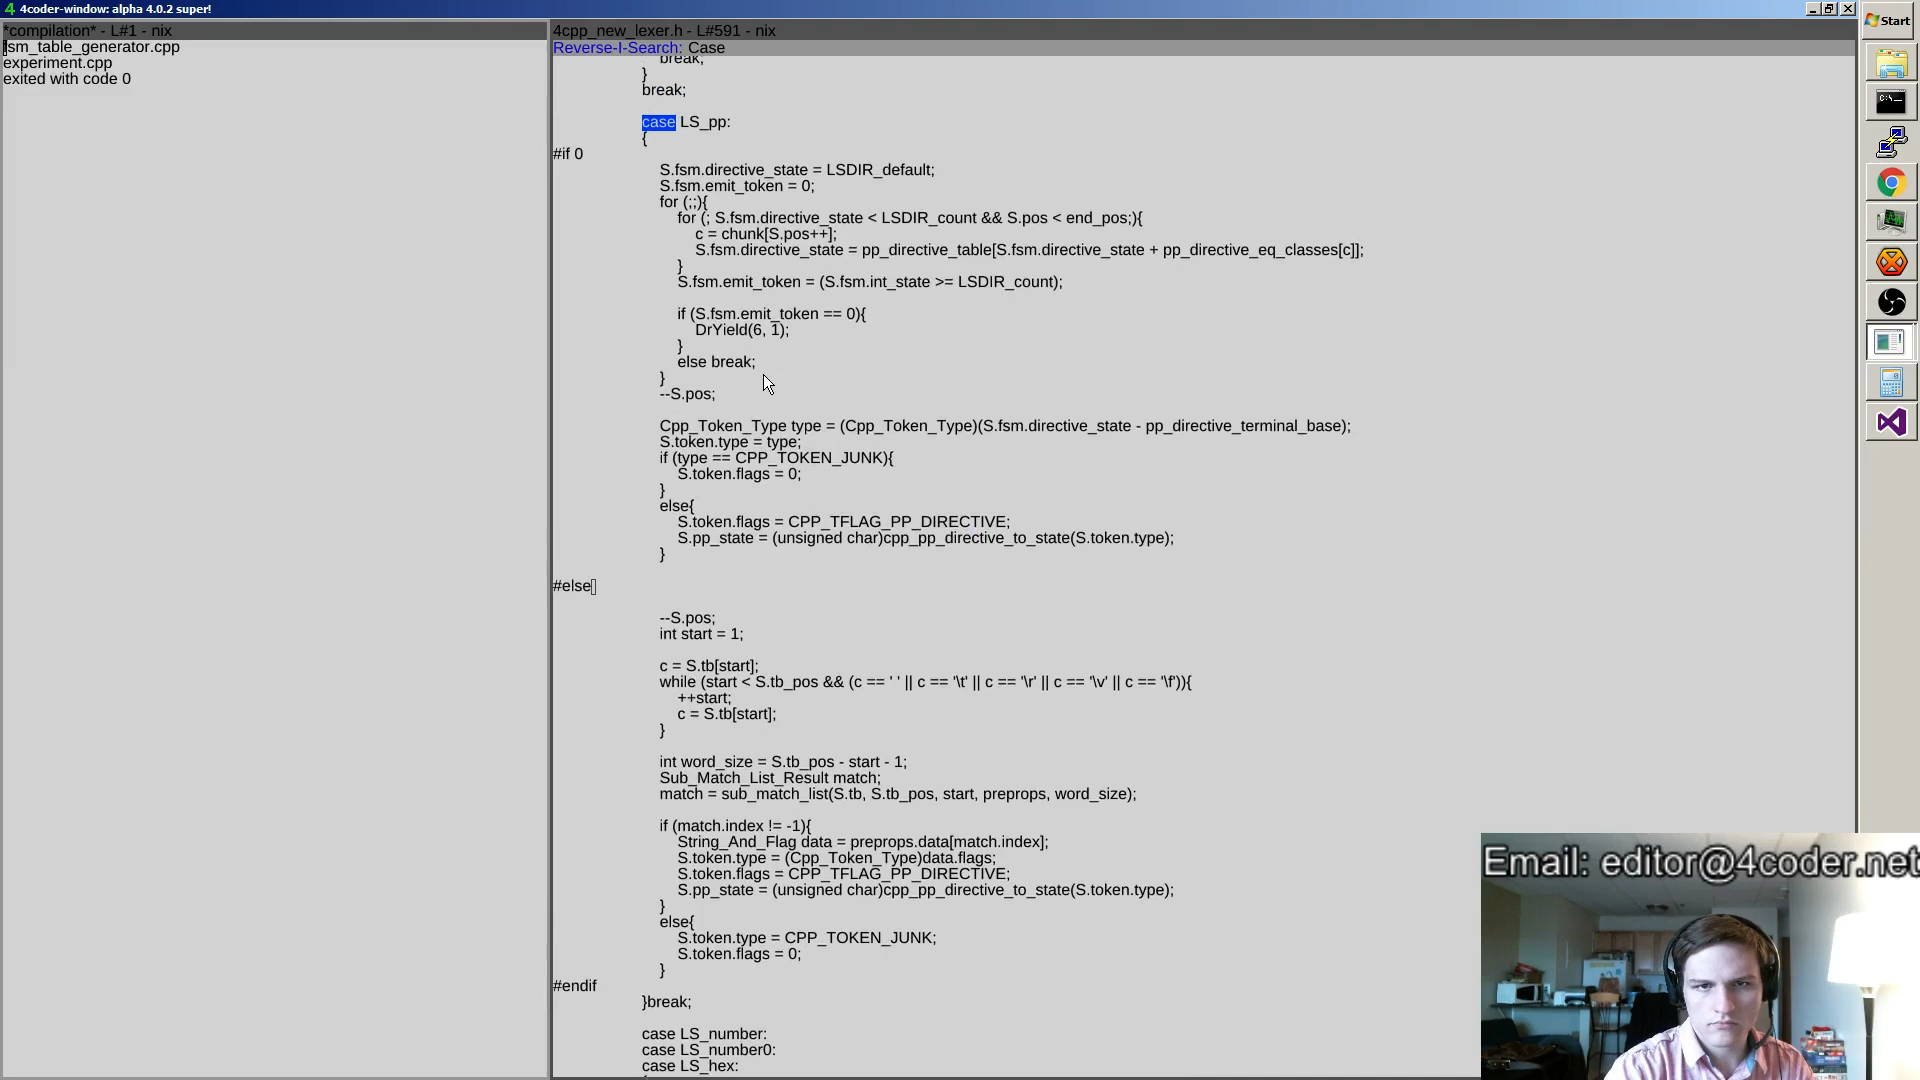 4coder-window: alpha 4.0.2 super!
Start
*compilation* - L#1 - nix
fsm_table_generator.cpp
experiment.cpp
exited with code 0
4cpp_new_lexer.h - L#591 - nix
Reverse-I-Search: Case
break;
}
break;
case LS_pp:
{
#if 0
S.fsm.directive_state = LSDIR_default;
S.fsm.emit_token = 0;
for (;;){
for (; S.fsm.directive_state < LSDIR_count && S.pos < end_pos;){
c = chunk[S.pos++];
S.fsm.directive_state = pp_directive_table[S.fsm.directive_state + pp_directive_eq_classes[c]];
}
S.fsm.emit_token = (S.fsm.int_state >= LSDIR_count);
if (S.fsm.emit_token == 0){
DrYield(6, 1);
}
else break;
}
--S.pos;
Cpp_Token_Type type = (Cpp_Token_Type)(S.fsm.directive_state - pp_directive_terminal_base);
S.token.type = type;
if (type == CPP_TOKEN_JUNK){
S.token.flags = 0;
}
else{
S.token.flags = CPP_TFLAG_PP_DIRECTIVE;
S.pp_state = (unsigned char)cpp_pp_directive_to_state(S.token.type);
}
#else
--S.pos;
int start = 1;
c = S.tb[start];
while (start < S.tb_pos && (c == ' ' || c == '\t' || c == '\r' || c == '\v' || c == '\f')){
++start;
c = S.tb[start];
}
int word_size = S.tb_pos - start - 1;
Sub_Match_List_Result match;
match = sub_match_list(S.tb, S.tb_pos, start, preprops, word_size);
if (match.index != -1){
String_And_Flag data = preprops.data[match.index];
S.token.type = (Cpp_Token_Type)data.flags;
S.token.flags = CPP_TFLAG_PP_DIRECTIVE;
S.pp_state = (unsigned char)cpp_pp_directive_to_state(S.token.type);
}
else{
S.token.type = CPP_TOKEN_JUNK;
S.token.flags = 0;
}
#endif
}break;
case LS_number:
case LS_number0:
case LS_hex:
Email: editor@4coder.net